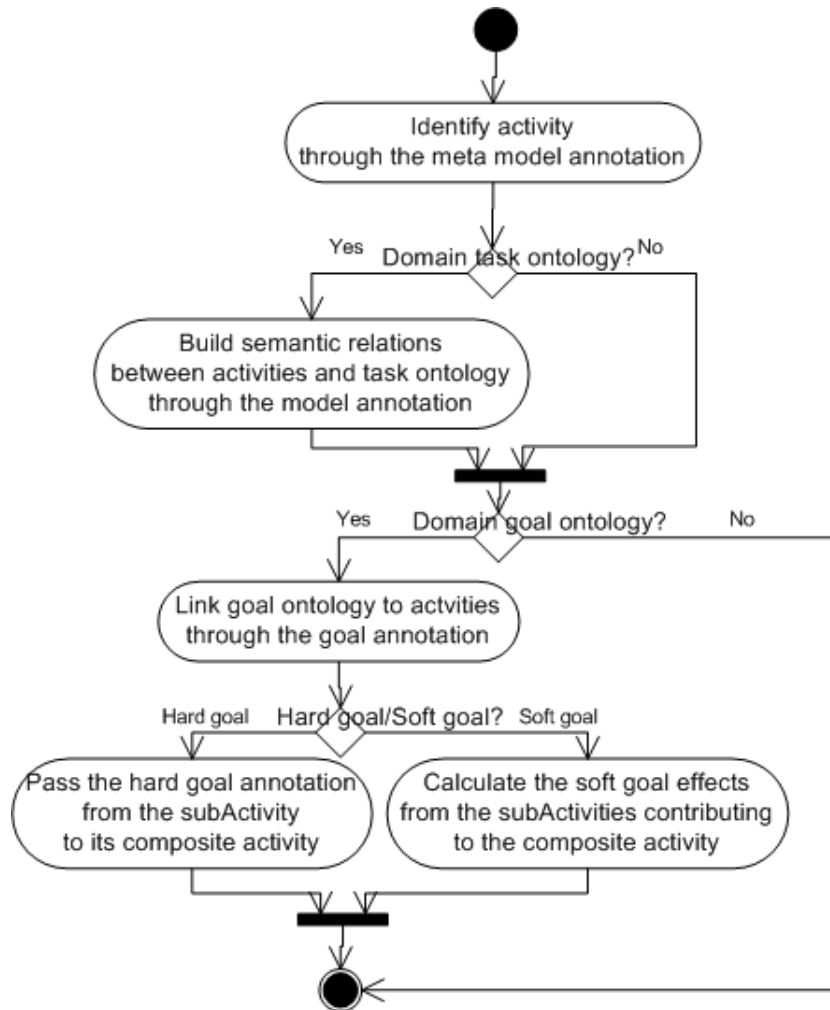 Identify activity
through the meta model annotation
Yes
Domain task ontology?
No
Build semantic relations
between activities and task ontology
through the model annotation
Yes
Domain goal ontology?
No
Link goal ontology to actvities
through the goal annotation
Hard goal
Hard goal/Soft goal?
Soft goal
Pass the hard goal annotation
from the subActivity
to its composite activity
Calculate the soft goal effects
from the subActivities contributing
to the composite activity